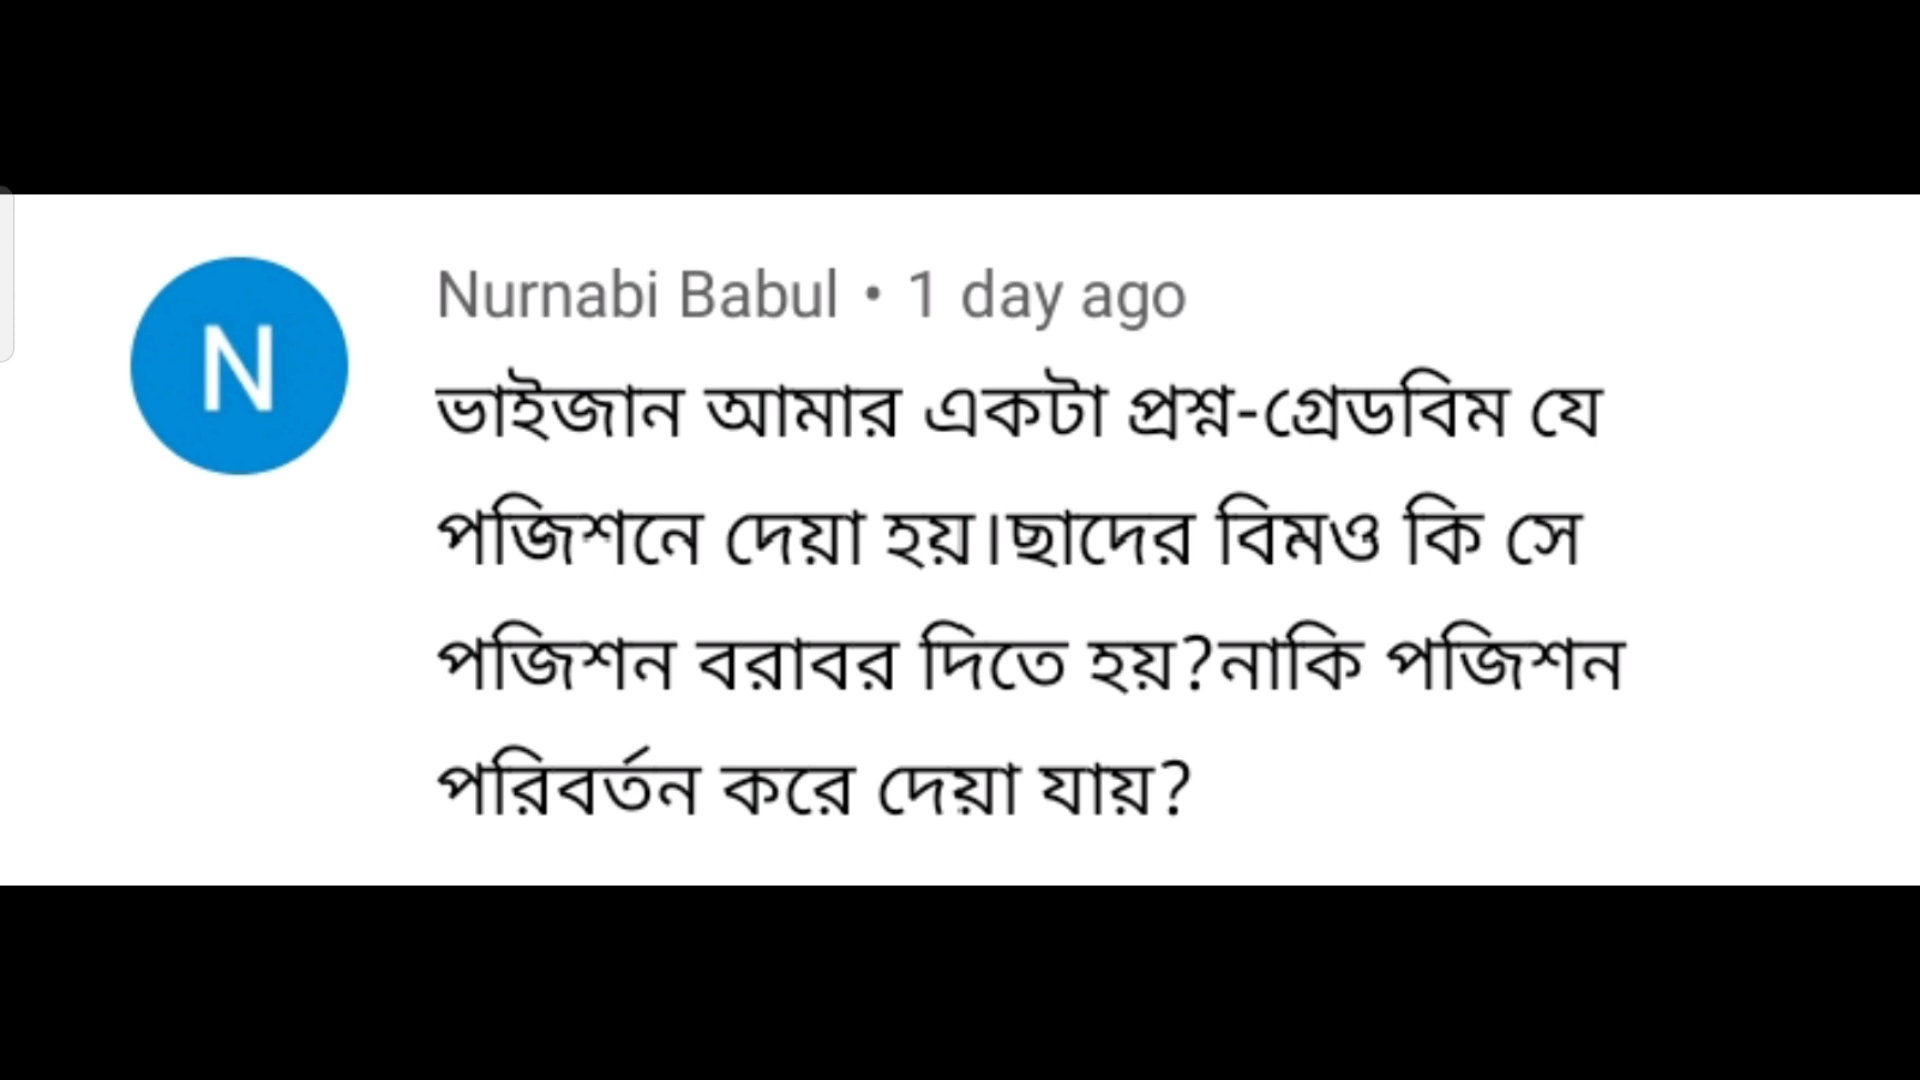 N
Nurnabi Babul • 1 day ago
ভাইজান আমার একটা প্রশ্ন-গ্রেডবিম যে
পজিশনে দেয়া হয়।ছাদের বিমও কি সে
পজিশন বরাবর দিতে হয়?নাকি পজিশন
পরিবর্তন করে দেয়া যায়?